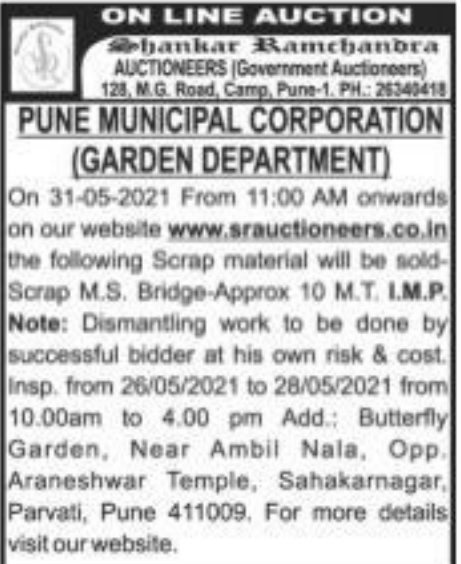 ON LINE AUCTION
Shankar Ramchandra
AUCTIONEERS (Government Auctioneers)
128, M.G. Road, Camp, Pune-1. PH.: 26340418
PUNE MUNICIPAL CORPORATION
(GARDEN DEPARTMENT)
On 31-05-2021 From 11:00 AM onwards
on our website www.srauctioneers.co.in
the following Scrap material will be sold-
Scrap M.S. Bridge-Approx 10 M.T. I.M.P.
Note: Dismantling work to be done by
successful bidder at his own risk & cost.
Insp. from 26/05/2021 to 28/05/2021 from
10.00am to 4.00 pm Add.: Butterfly
Garden, Near Ambil Nala, Opp.
Araneshwar Temple, Sahakarnagar,
Parvati, Pune 411009. For more details
visit our website.